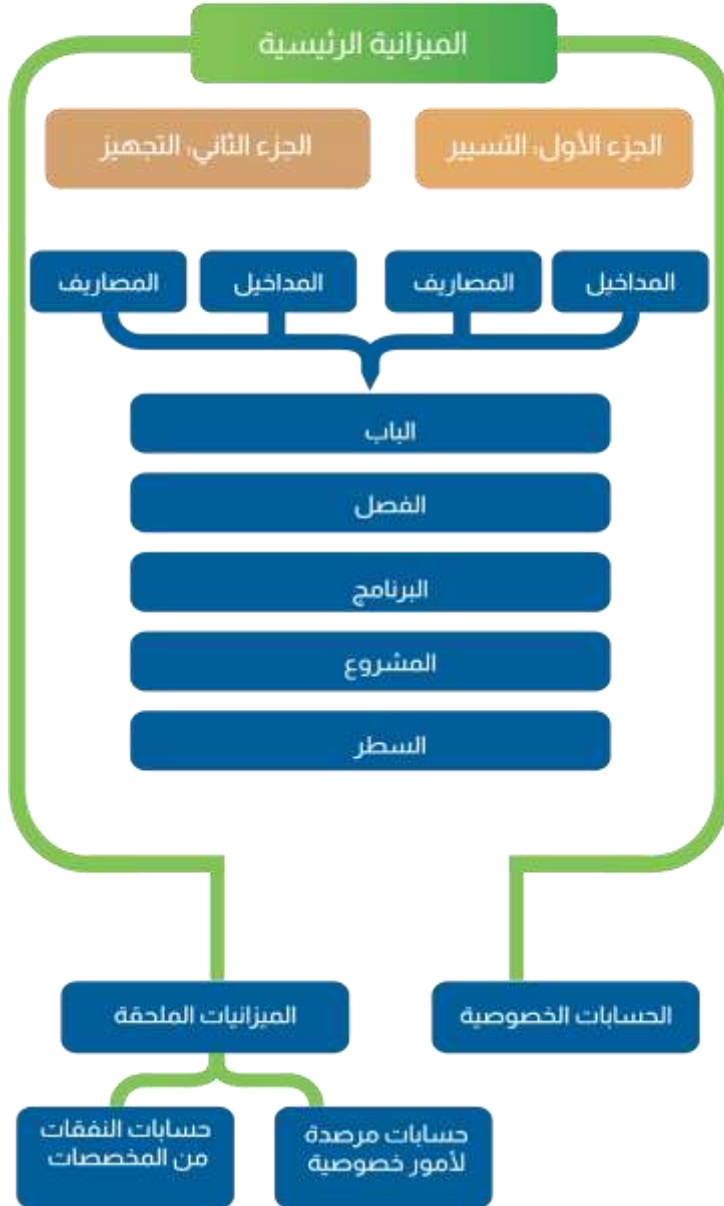 الميزانية الرئيسية
الجزء الأول: التسيير
الجزء الثاني: التجهيز
المداخيل
المصاريف
المداخيل
المصاريف
الباب
الفصل
البرنامج
المشروع
السطر
الحسابات الخصوصية
الميزانيات الملحقة
حسابات مرصدة
لأمور خصوصية
حسابات النفقات
من المخصصات